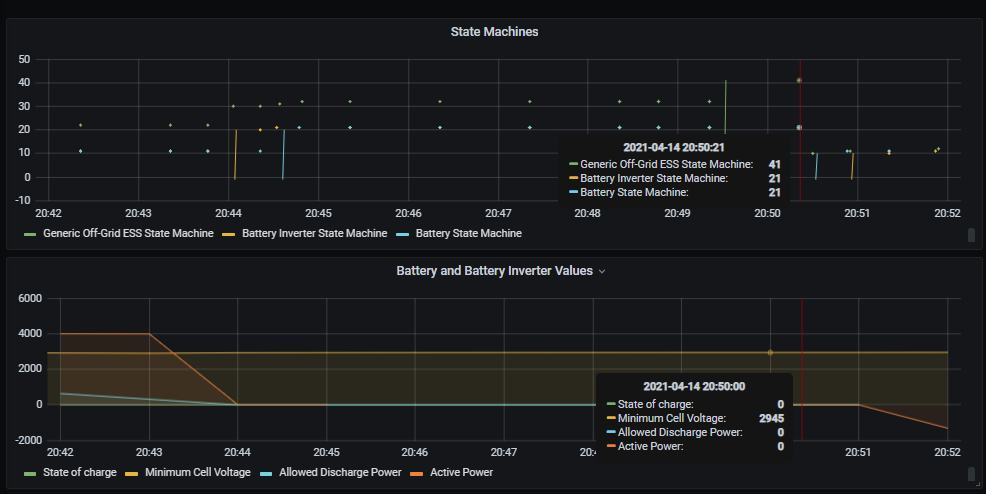 State Machines
50
40
30
20
10
0
-10
2021-04-14 20:50:21
Generic Off-Grid ESS State Machine: 41
Battery Inverter State Machine: 21
Battery State Machine: 21
20:42 20:43 20:44 20:45 20:46 20:47 20:48 20:49 20:50 20:51 20:52
Generic Off-Grid ESS State Machine Battery Inverter State Machine Battery State Machine
Battery and Battery Inverter Values
6000
4000
2000
0
-2000
2021-04-14 20:50:00
State of charge: 0
Minimum Cell Voltage: 2945
Allowed Discharge Power: 0
Active Power: 0
20:42 20:43 20:44 20:45 20:46 20:47 20:51 20:52
State of charge Minimum Cell Voltage Allowed Discharge Power Active Power